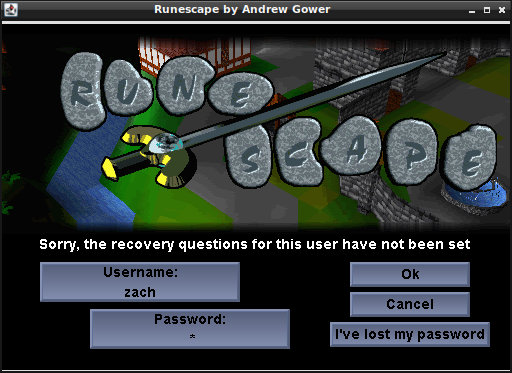 Runescape by Andrew Gower
RUNE
SCAPE
Sorry, the recovery questions for this user have not been set
Username:
zach
Ok
Cancel
Password:
*
I've lost my password